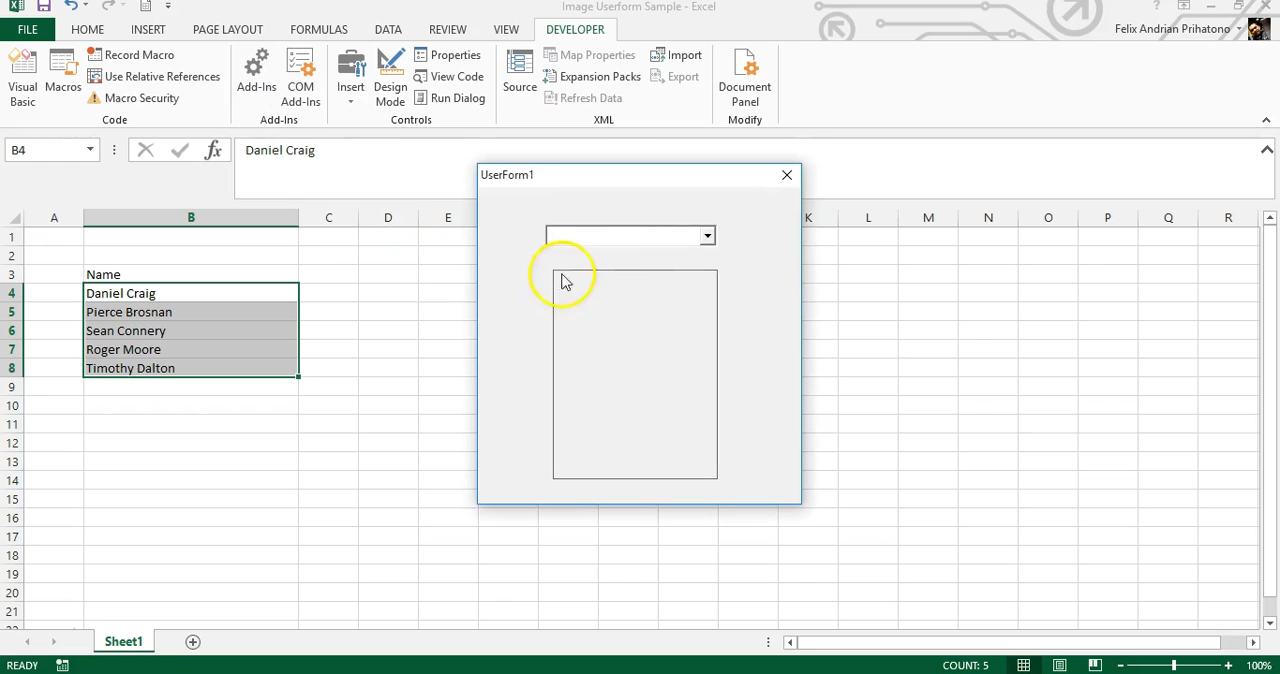 Image Userform Sample - Excel
?
FILE HOME INSERT PAGE LAYOUT FORMULAS DATA REVIEW VIEW DEVELOPER Felix Andrian Prihatono
Visual Basic
Macros
Record Macro
Use Relative References
Macro Security
Code
Add-Ins
COM Add-Ins
Add-Ins
Insert
Design Mode
Properties
View Code
Run Dialog
Controls
Source
Map Properties
Expansion Packs
Refresh Data
Import
Export
XML
Document Panel
Modify
B4 fx Daniel Craig
UserForm1
A B C D E K L M N O P Q R
1
2
3 Name
4 Daniel Craig
5 Pierce Brosnan
6 Sean Connery
7 Roger Moore
8 Timothy Dalton
9
10
11
12
13
14
15
16
17
18
19
20
21
Sheet1
READY COUNT: 5 100%